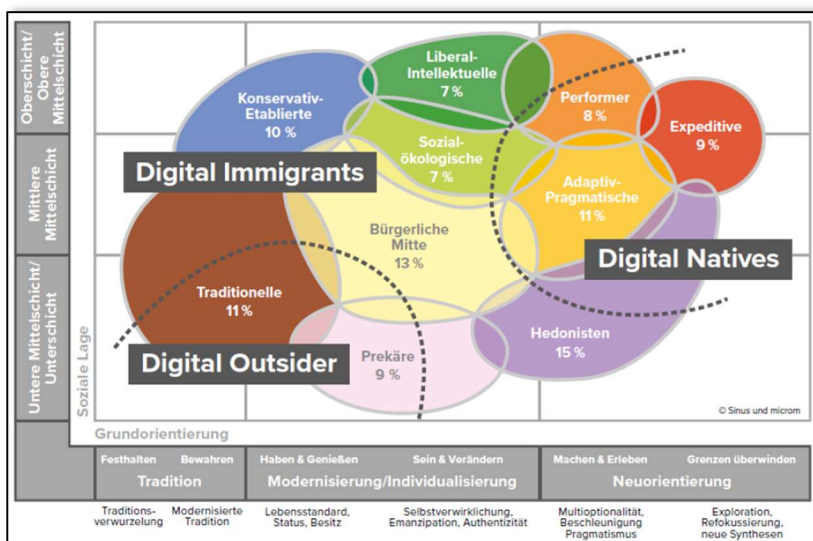 Oberschicht/
Obere
Mittelschicht
Mittlere
Mittelschicht
Untere Mittelschicht/
Unterschicht
Soziale Lage
Konservativ-
Etablierte
10 %
Liberal-
Intellektuelle
7 %
Performer
8 %
Expeditive
9 %
Sozial-
ökologische
7 %
Adaptiv-
Pragmatische
11 %
Digital Immigrants
Bürgerliche
Mitte
13 %
Digital Natives
Traditionelle
11 %
Hedonisten
15 %
Digital Outsider
Prekäre
9 %
© Sinus und microm
Grundorientierung
Festhalten
Bewahren
Haben & Genießen
Sein & Verändern
Machen & Erleben
Grenzen überwinden
Tradition
Modernisierung/Individualisierung
Neuorientierung
Traditions-
verwurzelung
Modernisierte
Tradition
Lebensstandard,
Status, Besitz
Selbstverwirklichung,
Emanzipation, Authentizität
Multioptionalität,
Beschleunigung
Pragmatismus
Exploration,
Refokussierung,
neue Synthesen